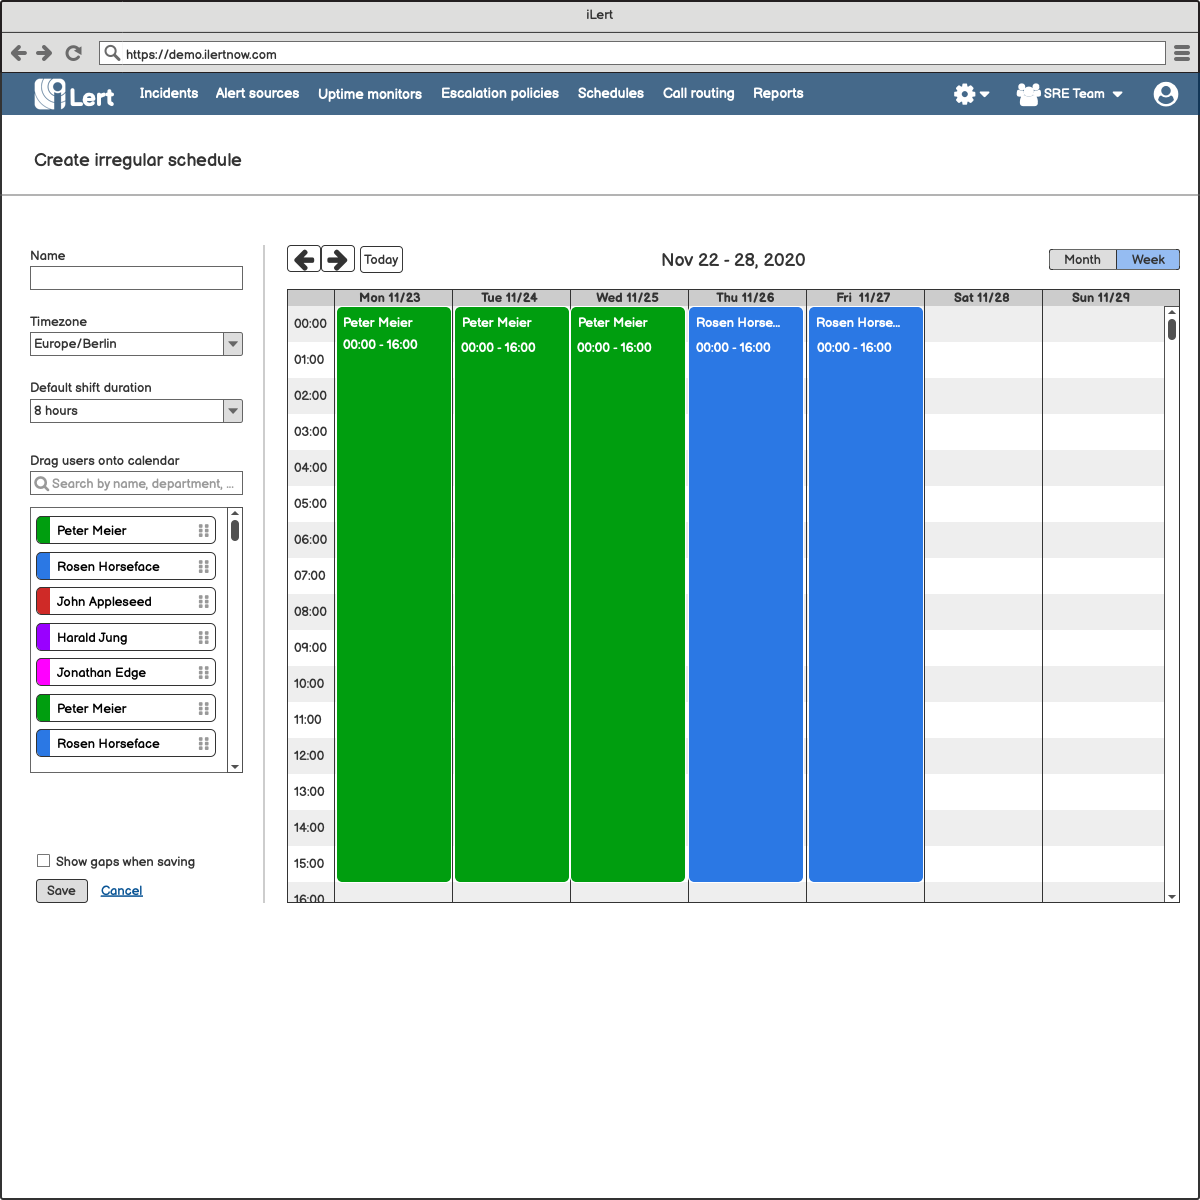 iLert
https://demo.ilertnow.com
iLert Incidents Alert sources Uptime monitors Escalation policies Schedules Call routing Reports SRE Team
Create irregular schedule
Name
Timezone
Europe/Berlin
Default shift duration
8 hours
Drag users onto calendar
Search by name, department, ...
Peter Meier
Rosen Horseface
John Appleseed
Harald Jung
Jonathan Edge
Peter Meier
Rosen Horseface
Show gaps when saving
Save Cancel
Today Nov 22 - 28, 2020 Month Week
Mon 11/23 Tue 11/24 Wed 11/25 Thu 11/26 Fri 11/27 Sat 11/28 Sun 11/29
00:00 Peter Meier Peter Meier Peter Meier Rosen Horse... Rosen Horse...
00:00 - 16:00 00:00 - 16:00 00:00 - 16:00 00:00 - 16:00 00:00 - 16:00
01:00
02:00
03:00
04:00
05:00
06:00
07:00
08:00
09:00
10:00
11:00
12:00
13:00
14:00
15:00
16:00